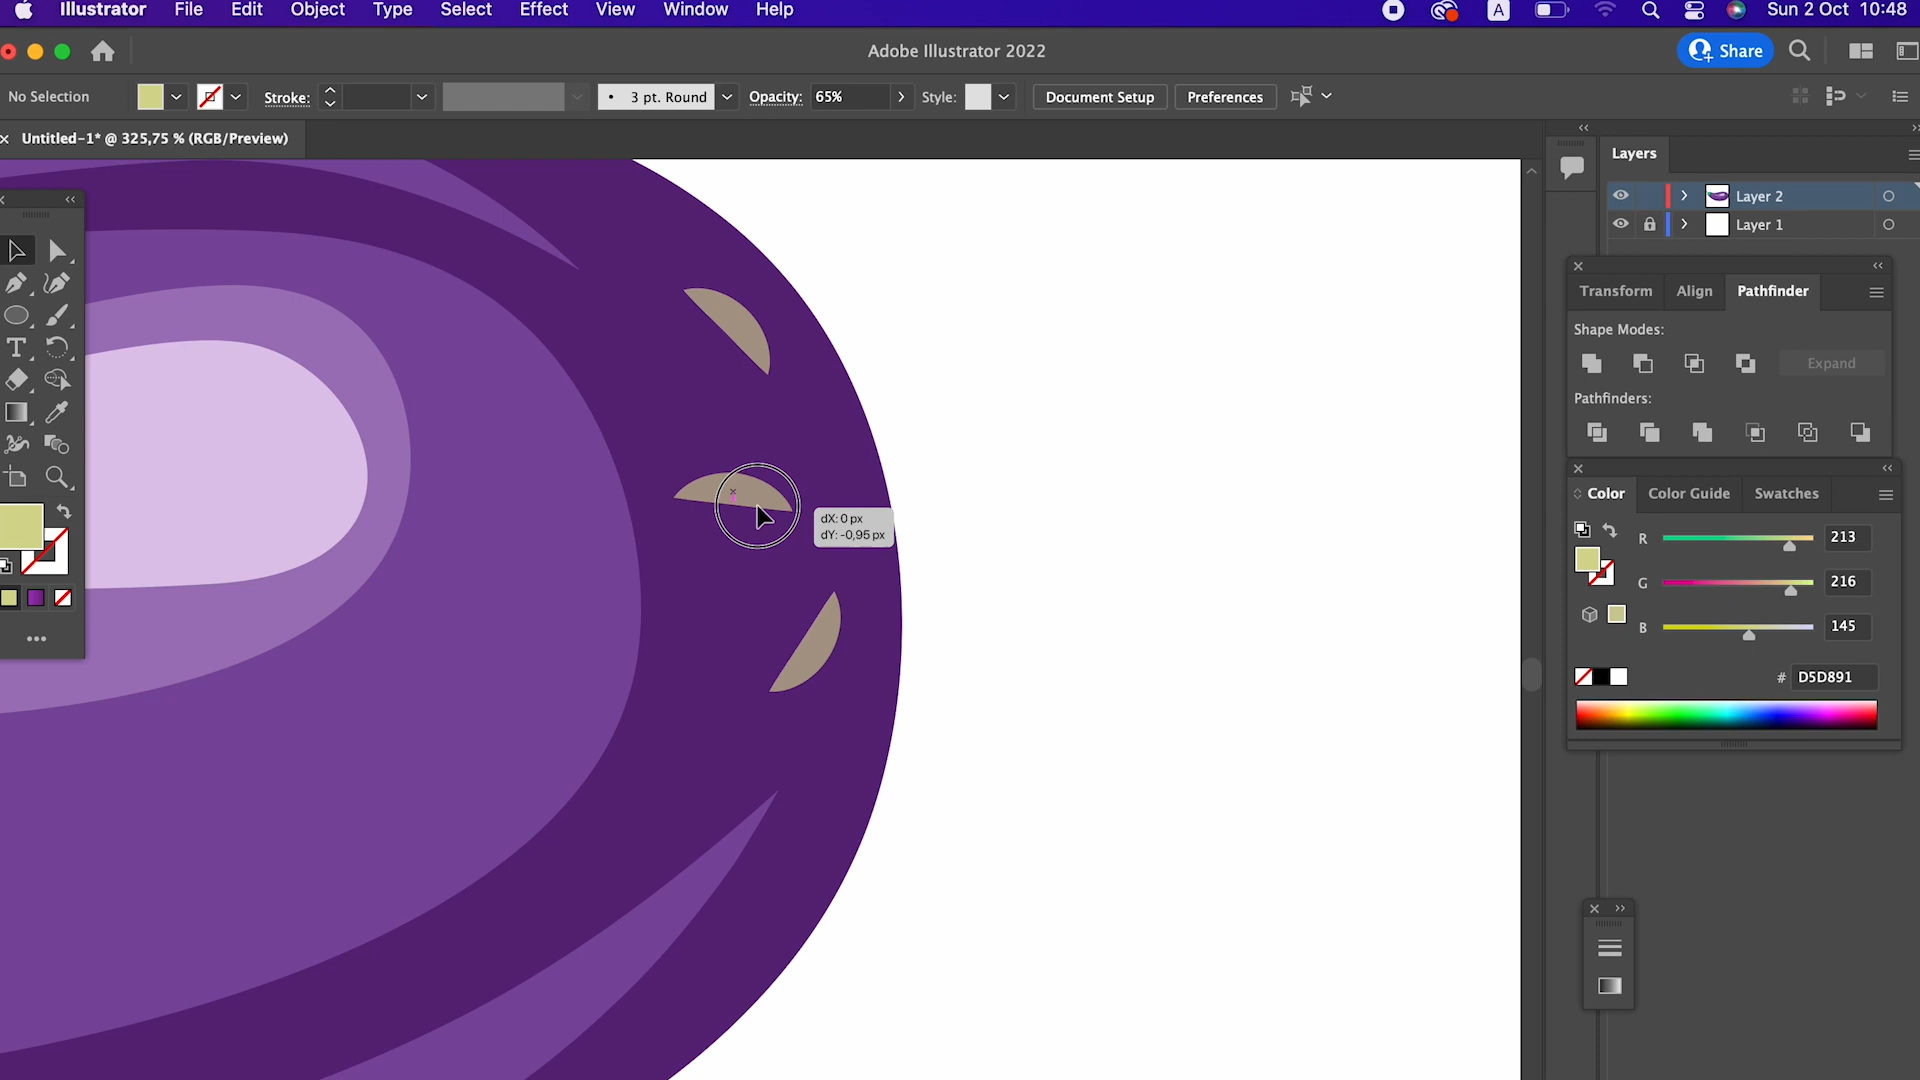 Illustrator File Edit Object Type Select Effect View Window Help A Sun 2 Oct 10:48
Adobe Illustrator 2022
Share
No Selection Stroke: 3 pt. Round Opacity: 65% Style: Document Setup Preferences
Untitled-1* @ 325,75 % (RGB/Preview)
Layers
Layer 2
Layer 1
Transform Align Pathfinder
Shape Modes:
Expand
Pathfinders:
Color Color Guide Swatches
R 213
G 216
B 145
# D5D891
T
dX: 0 px
dY: -0,95 px